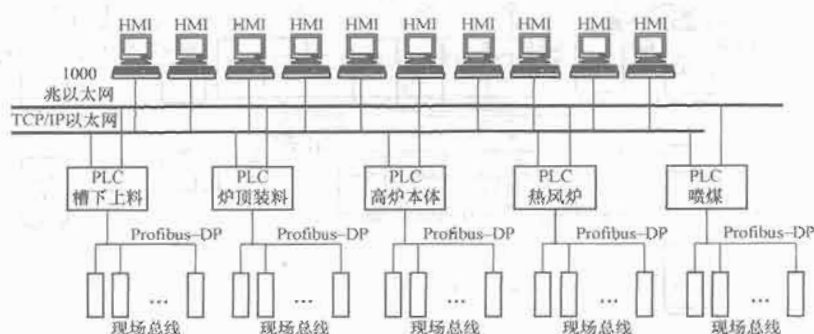 HMI HMI HMI HMI HMI HMI HMI HMI HMI HMI
1000
兆以太网
TCP/IP以太网
PLC 槽下上料
PLC 炉顶装料
PLC 高炉本体
PLC 热风炉
PLC 喷煤
Profibus-DP Profibus-DP Profibus-DP Profibus-DP Profibus-DP
... ... ... ... ...
现场总线 现场总线 现场总线 现场总线 现场总线